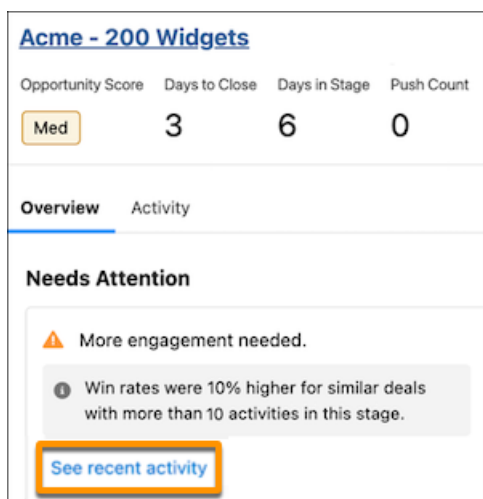 Acme - 200 Widgets
Opportunity Score Days to Close Days in Stage Push Count
Med 3 6 0
Overview Activity
Needs Attention
More engagement needed.
Win rates were 10% higher for similar deals
with more than 10 activities in this stage.
See recent activity